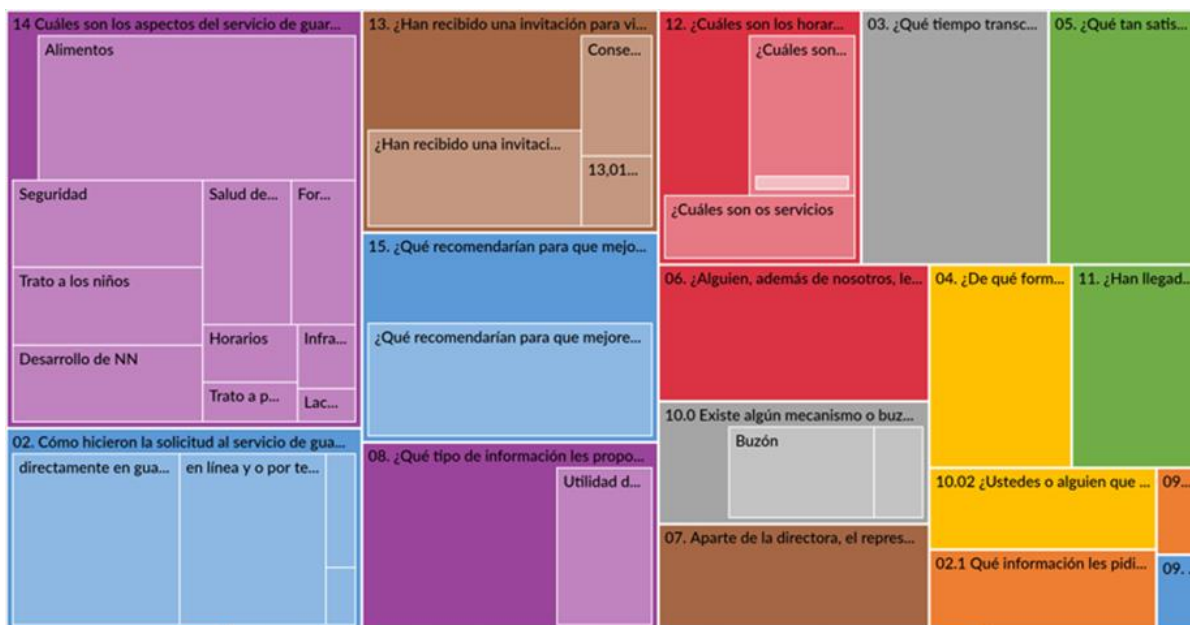 14 Cuáles son los aspectos del servicio de guar...
Alimentos
Seguridad
Salud de...
For...
Trato a los niños
Horarios
Infra...
Desarrollo de NN
Trato a p...
Lac...
02. Cómo hicieron la solicitud al servicio de gua...
directamente en gua...
en línea y o por te...
13. ¿Han recibido una invitación para vi...
Conse...
¿Han recibido una invitaci...
13,01...
15. ¿Qué recomendarían para que mejo...
¿Qué recomendarían para que mejore...
08. ¿Qué tipo de información les propo...
Utilidad d...
12. ¿Cuáles son los horar...
¿Cuáles son...
¿Cuáles son os servicios
03. ¿Qué tiempo transc...
05. ¿Qué tan satis...
06. ¿Alguien, además de nosotros, le...
04. ¿De qué form...
11. ¿Han llegad...
10.0 Existe algún mecanismo o buz...
Buzón
07. Aparte de la directora, el repres...
10.02 ¿Ustedes o alguien que ...
09...
02.1 Qué información les pidi...
09. .